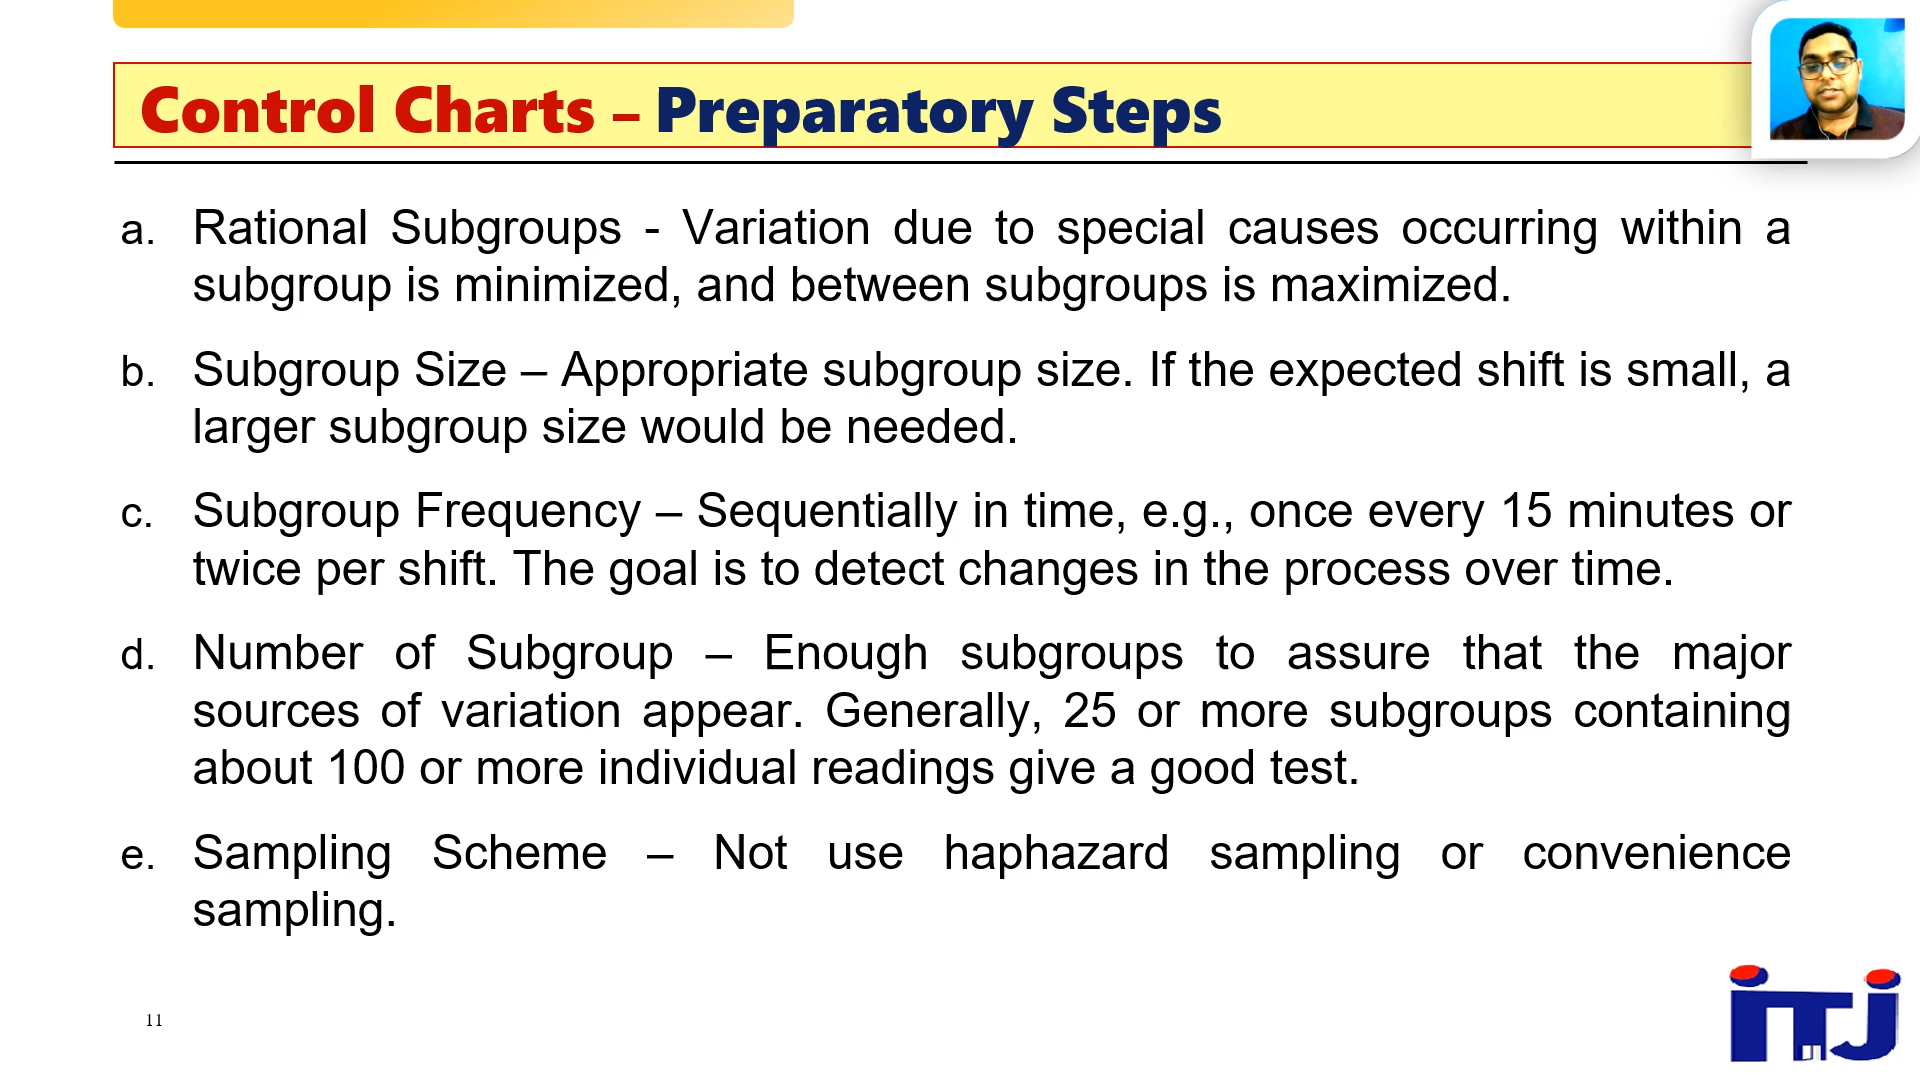 Control Charts – Preparatory Steps
a. Rational Subgroups - Variation due to special causes occurring within a
subgroup is minimized, and between subgroups is maximized.
b. Subgroup Size – Appropriate subgroup size. If the expected shift is small, a
larger subgroup size would be needed.
c. Subgroup Frequency – Sequentially in time, e.g., once every 15 minutes or
twice per shift. The goal is to detect changes in the process over time.
d. Number of Subgroup – Enough subgroups to assure that the major
sources of variation appear. Generally, 25 or more subgroups containing
about 100 or more individual readings give a good test.
e. Sampling Scheme – Not use haphazard sampling or convenience
sampling.
11
iTJ